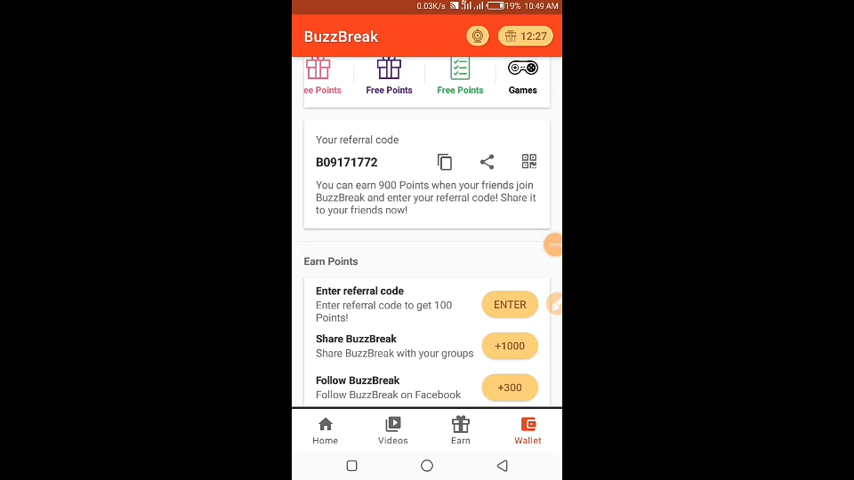 0.03K/s 19% 10:49 AM
BuzzBreak 12:27
ee Points Free Points Free Points Games
Your referral code
B09171772
You can earn 900 Points when your friends join
BuzzBreak and enter your referral code! Share it
to your friends now!
Earn Points
Enter referral code
Enter referral code to get 100
Points!
ENTER
Share BuzzBreak
Share BuzzBreak with your groups
+1000
Follow BuzzBreak
Follow BuzzBreak on Facebook
+300
Home Videos Earn Wallet